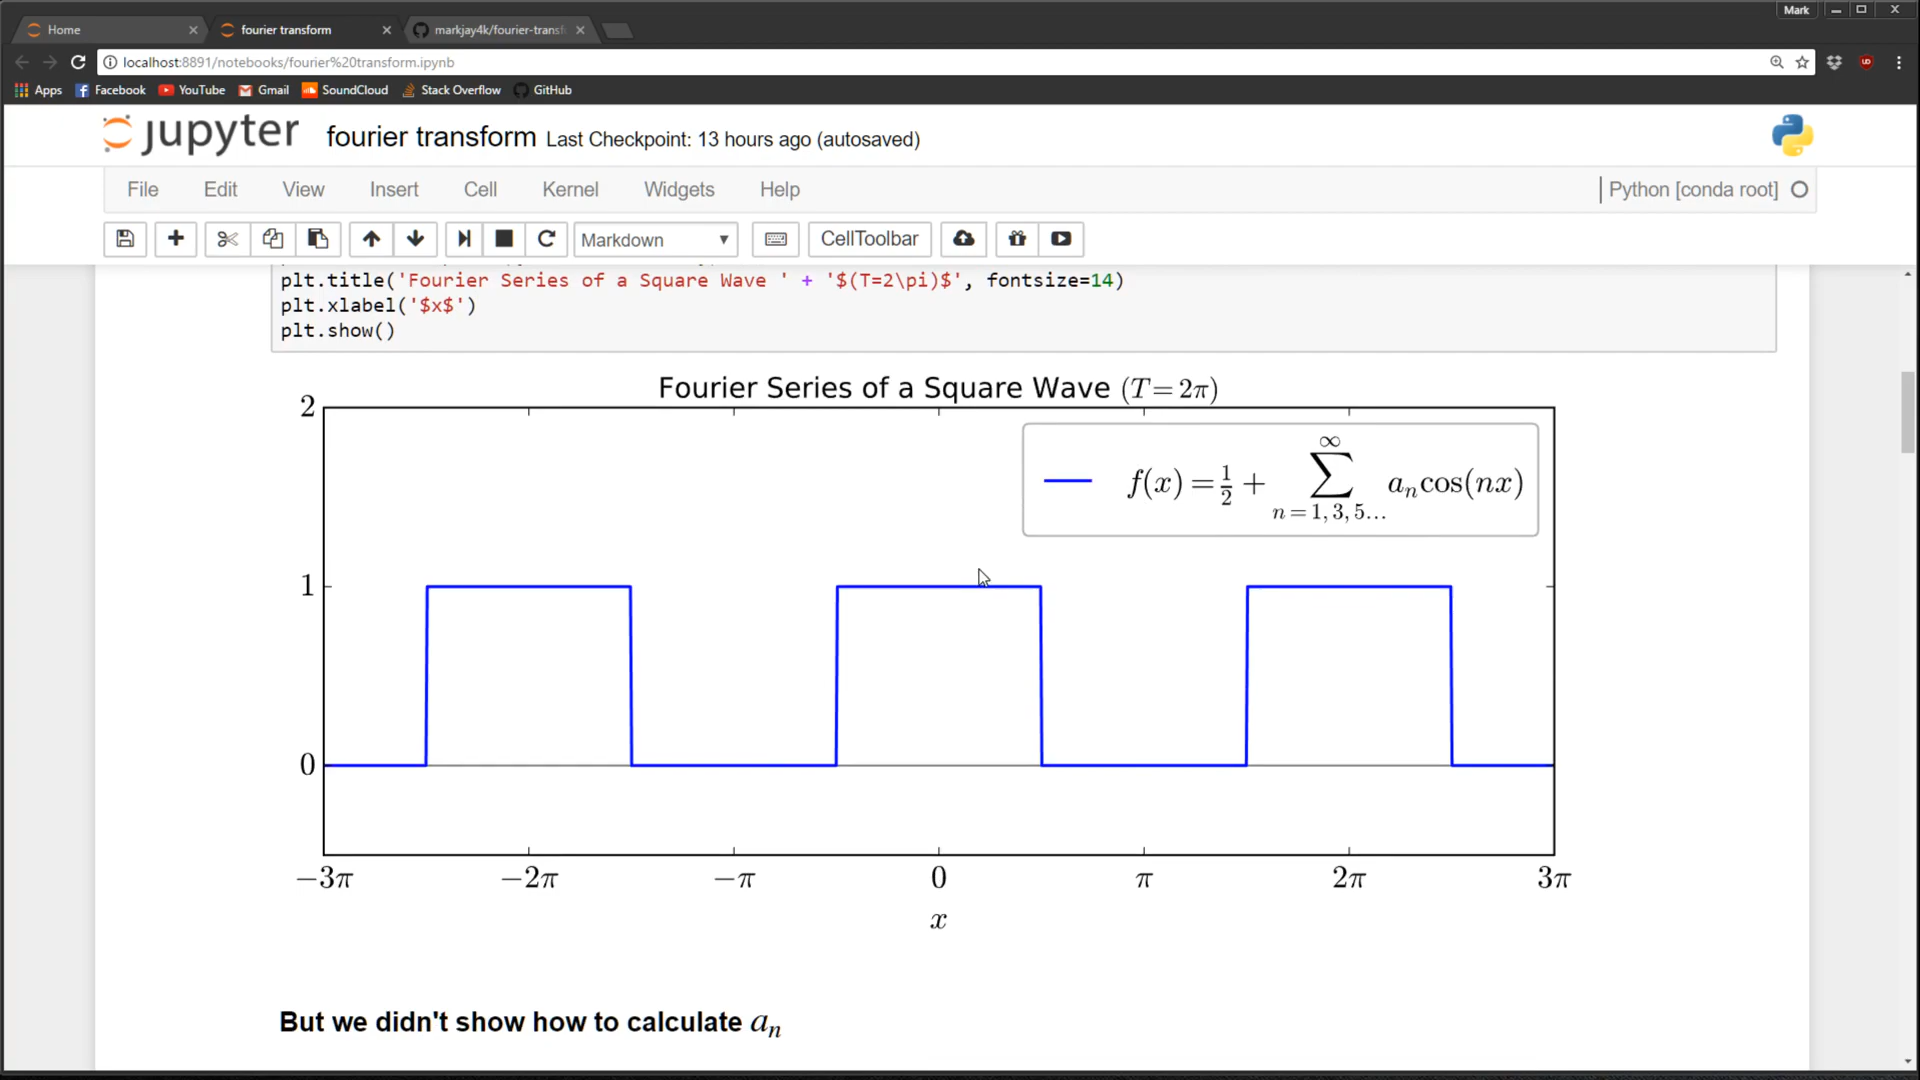 Mark
Home
fourier transform
markjay4k/fourier-transf
localhost:8891/notebooks/fourier%20transform.ipynb
Apps Facebook YouTube Gmail SoundCloud Stack Overflow GitHub
jupyter fourier transform Last Checkpoint: 13 hours ago (autosaved)
File Edit View Insert Cell Kernel Widgets Help Python [conda root]
Markdown CellToolbar
plt.title('Fourier Series of a Square Wave ' + '$(T=2\pi)$', fontsize=14)
plt.xlabel('$x$')
plt.show()
Fourier Series of a Square Wave (T = 2π)
2
f(x) = 1/2 + ∑_{n=1,3,5...}^{∞} a_n cos(nx)
1
0
−3π −2π −π 0 π 2π 3π
x
But we didn't show how to calculate a_n